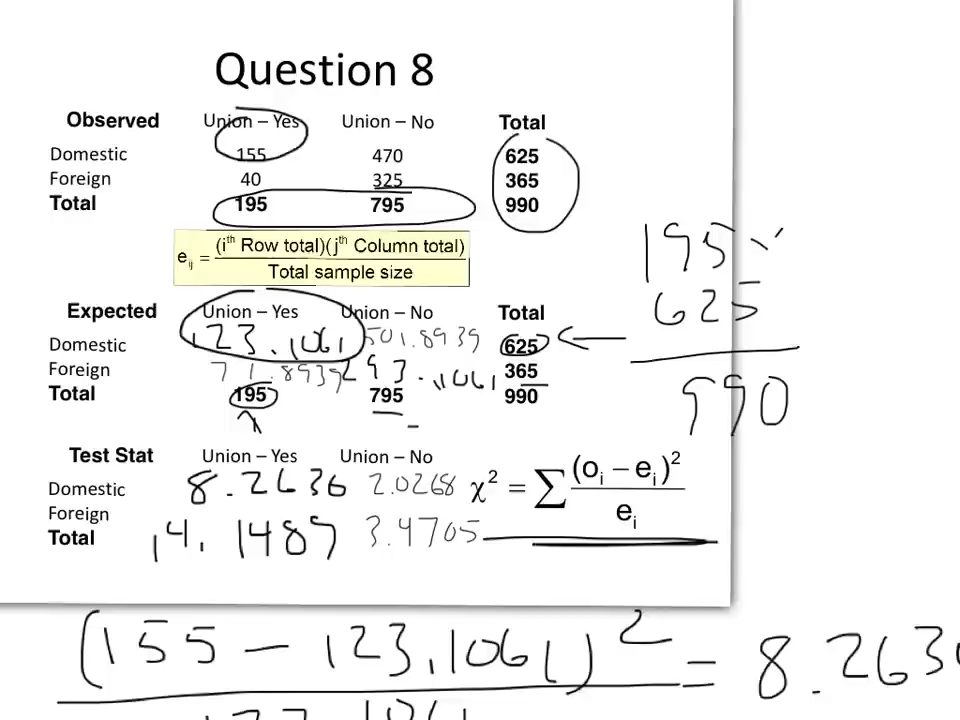 Question 8
Observed Union – Yes Union – No Total
Domestic 155 470 625
Foreign 40 325 365
Total 195 795 990
e_ij = (i^th Row total)(j^th Column total) / Total sample size
195 ×
625
990
Expected Union – Yes Union – No Total
Domestic 123.1061 501.8939 625
Foreign 71.8939 293.1061 365
Total 195 795 990
Test Stat Union – Yes Union – No
Domestic 8.2636 2.0268
Foreign
Total 14.1489 3.4705
χ² = ∑ (o_i – e_i)² / e_i
(155 – 123.1061)² = 8.263